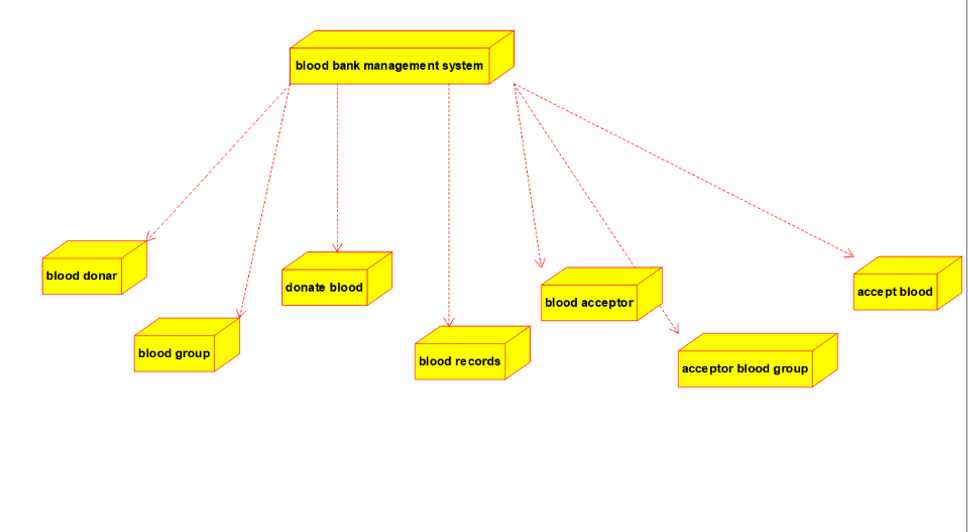 blood bank management system
blood donar
donate blood
blood acceptor
accept blood
blood group
blood records
acceptor blood group